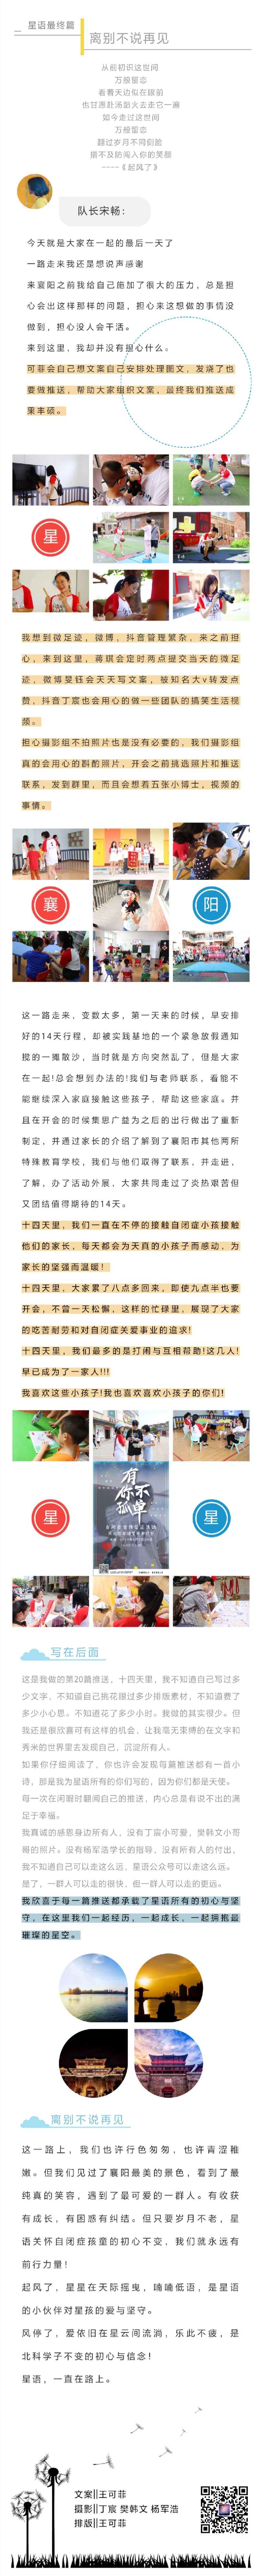 星语最终篇
离别不说再见
从前初识这世间
万般留恋
看着天边似在眼前
也甘愿赴汤蹈火去走它一遍
如今走过这世间
万般留恋
翻过岁月不同侧脸
措不及防闯入你的笑颜
----《起风了》
队长宋畅：
今天就是大家在一起的最后一天了
一路走来我还是想说声感谢
来襄阳之前我给自己施加了很大的压力，总是担
心会出这样那样的问题，担心来这想做的事情没
做到，担心没人会干活。
来到这里，我却并没有担心什么。
可菲会自己想文案自己安排处理图文，发烧了也
要做推送，帮助大家组织文案，最终我们推送成
果丰硕。
星
我想到微足迹，微博，抖音管理繁杂，来之前担
心，来到这里，蒋琪会定时两点提交当天的微足
迹，微博旻钰会天天写文案，被知名大v转发点
赞，抖音丁宸也会用心的做一些团队的搞笑生活视
频。
担心摄影组不拍照片也是没有必要的，我们摄影组
真的会用心的斟酌照片，开会之前挑选照片和推送
联系，发到群里，而且会想着五张小博士，视频的
事情。
襄
阳
这一路走来，变数太多，第一天来的时候，早安排
好的14天行程，却被实践基地的一个紧急放假通知
搅的一摊散沙，当时就是方向突然乱了，但是大家
在一起!总会想到办法的!我们与老师联系，看能不
能继续深入家庭接触这些孩子，帮助这些家庭。并
且在开会的时候集思广益为之后的出行做出了重新
制定，并通过家长的介绍了解到了襄阳市其他两所
特殊教育学校，我们与他们取得了联系，并走进，
了解，办了活动外展，大家共同走过了炎热艰苦但
又团结值得期待的14天。
十四天里，我们一直在不停的接触自闭症小孩接触
他们的家长，每天都会为天真的小孩子而感动，为
家长的坚强而温暖！
十四天里，大家累了八点多回来，即使九点半也要
开会，不曾一天松懈，这样的忙碌里，展现了大家
的吃苦耐劳和对自闭症关爱事业的追求!
十四天里，我们最多的是打闹与互相帮助!这几人!
早已成为了一家人!!!
我喜欢这些小孩子!我也喜欢喜欢小孩子的你们!
星
有你
不孤单
星
写在后面
这是我做的第20篇推送，十四天里，我不知道自己写过多
少文字，不知道自己挑花眼过多少排版素材，不知道费了
多少小心思。不知道花了多少小时。我做的其实很少。但
我还是很欣喜可有这样的机会，让我毫无束缚的在文字和
秀米的世界里去发现自己，沉淀所有人。
如果你仔细阅读了，你也许会发现每篇推送都有一首小
诗，那是我为星语所有的你们写的，因为你们都是天使。
每一次在闲暇时翻阅自己的推送，内心总是有说不出的满
足于幸福。
我真诚的感恩身边所有人，没有丁宸小可爱，樊韩文小哥
哥的照片。没有杨军浩学长的指导，没有所有人的付出，
我不知道自己可以走这么远，星语公众号可以走这么远。
是了，一群人可以走的很快，但一群人可以走的更远。
我欣喜于每一篇推送都承载了星语所有的初心与坚
守，在这里我们一起经历，一起成长，一起拥抱最
璀璨的星空。
离别不说再见
这一路上，我们也许行色匆匆，也许青涩稚
嫩。但我们见过了襄阳最美的景色，看到了最
纯真的笑容，遇到了最可爱的一群人。有收获
有成长，有困惑有纠结。但只要岁月不老，星
语关怀自闭症孩童的初心不变，我们就永远有
前行力量！
起风了，星星在天际摇曳，喃喃低语，是星语
的小伙伴对星孩的爱与坚守。
风停了，爱依旧在星云间流淌，乐此不疲，是
北科学子不变的初心与信念！
星语，一直在路上。
文案||王可菲
摄影||丁宸 樊韩文 杨军浩
排版||王可菲